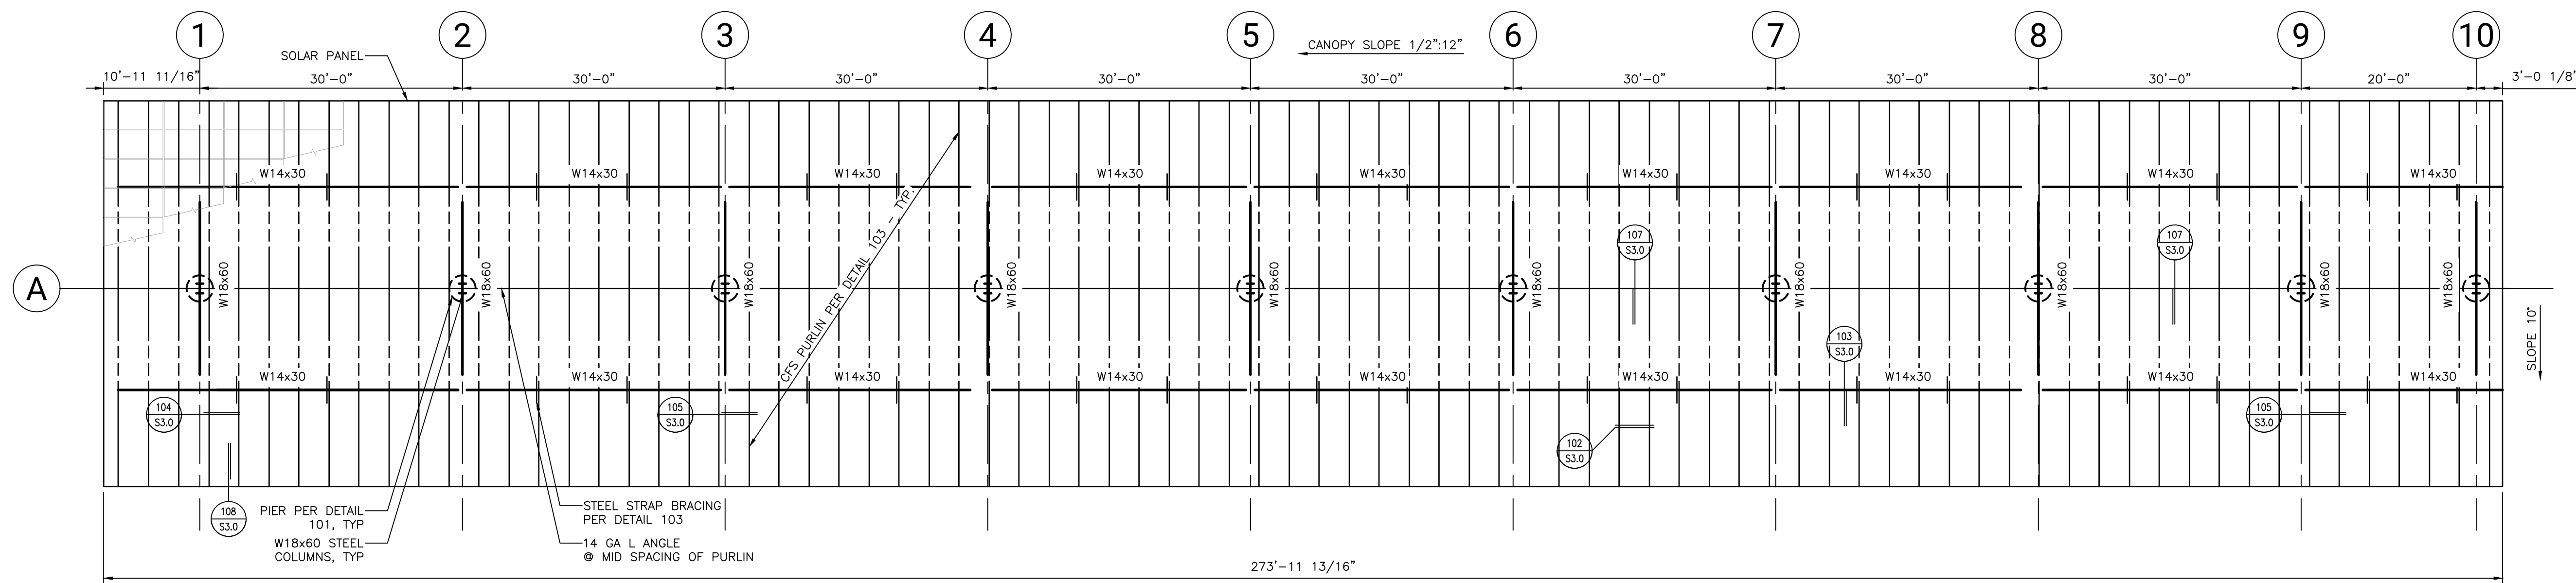 1 2 3 4 5 6 7 8 9 10
SOLAR PANEL
CANOPY SLOPE 1/2":12"
10'-11 11/16" 30'-0" 30'-0" 30'-0" 30'-0" 30'-0" 30'-0" 30'-0" 30'-0" 20'-0" 3'-0 1/8"
W14x30 W14x30 W14x30 W14x30 W14x30 W14x30 W14x30 W14x30 W14x30
CFS PURLIN PER DETAIL 103 - TYP.
107
S3.0
107
S3.0
A
W18x60 W18x60 W18x60 W18x60 W18x60 W18x60 W18x60 W18x60 W18x60 W18x60
103
S3.0
SLOPE 10°
W14x30 W14x30 W14x30 W14x30 W14x30 W14x30 W14x30 W14x30 W14x30
104
S3.0
105
S3.0
102
S3.0
105
S3.0
108
S3.0
PIER PER DETAIL
101, TYP
W18x60 STEEL
COLUMNS, TYP
STEEL STRAP BRACING
PER DETAIL 103
14 GA L ANGLE
@ MID SPACING OF PURLIN
273'-11 13/16"